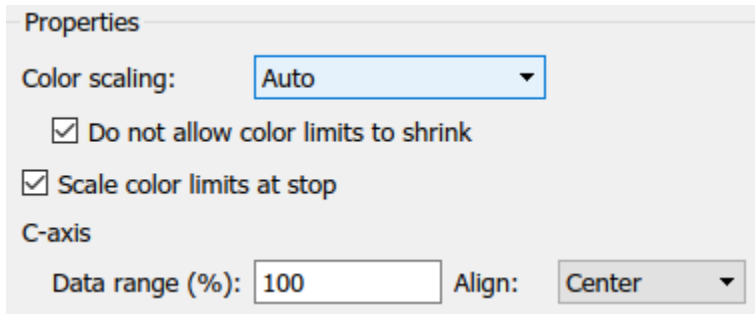 Properties
Color scaling: Auto
Do not allow color limits to shrink
Scale color limits at stop
C-axis
Data range (%): 100 Align: Center